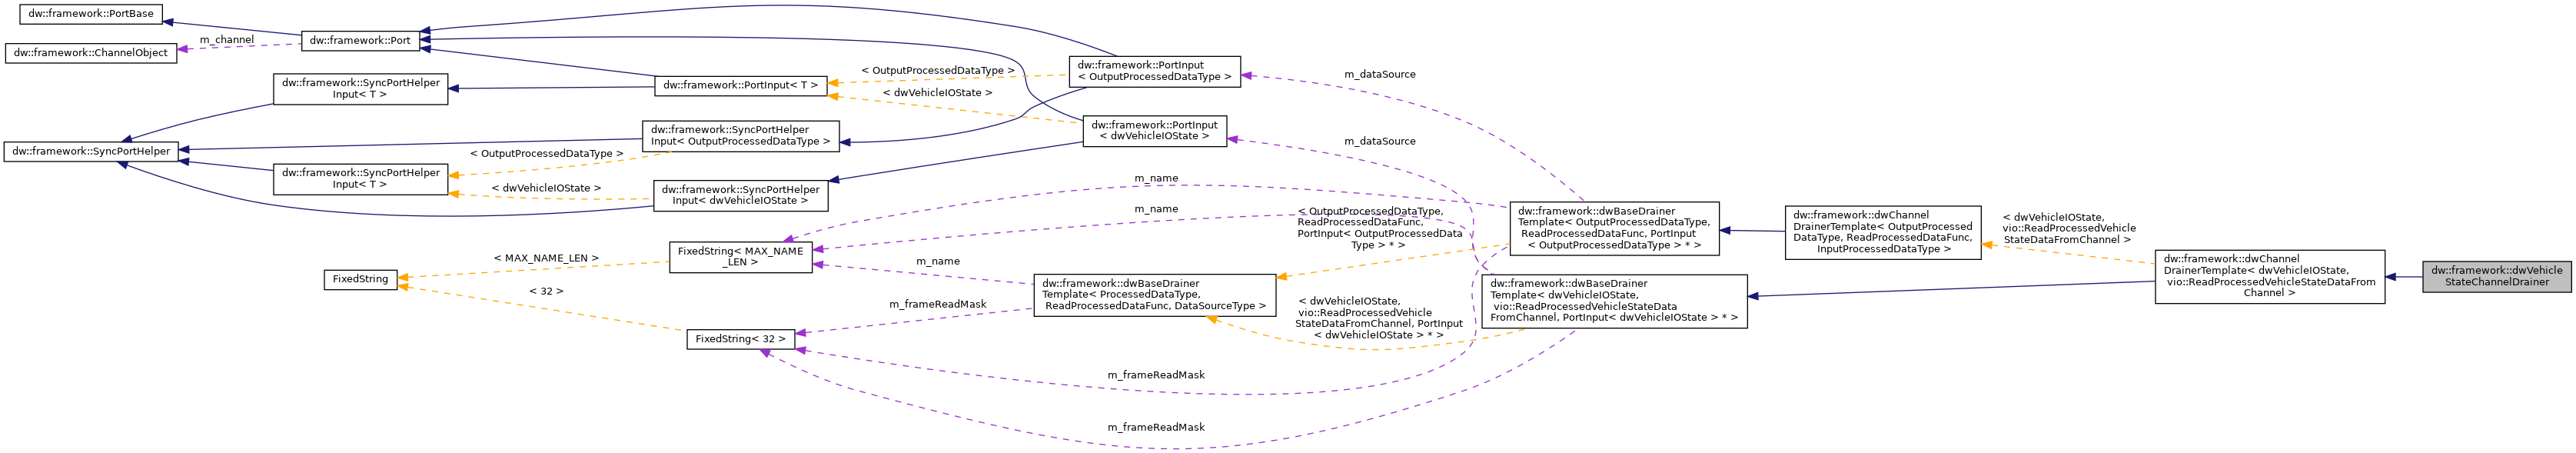 dw::framework::PortBase
dw::framework::ChannelObject
m_channel
dw::framework::Port
dw::framework::SyncPortHelper
Input< T >
dw::framework::SyncPortHelper
dw::framework::SyncPortHelper
Input< T >
dw::framework::PortInput< T >
< OutputProcessedDataType >
< dwVehicleIOState >
dw::framework::SyncPortHelper
Input< OutputProcessedDataType >
< OutputProcessedDataType >
< dwVehicleIOState >
dw::framework::SyncPortHelper
Input< dwVehicleIOState >
dw::framework::PortInput
< OutputProcessedDataType >
dw::framework::PortInput
< dwVehicleIOState >
m_dataSource
m_dataSource
m_name
m_name
FixedString< MAX_NAME
_LEN >
< MAX_NAME_LEN >
FixedString
< 32 >
FixedString< 32 >
m_name
m_frameReadMask
dw::framework::dwBaseDrainer
Template< ProcessedDataType,
ReadProcessedDataFunc, DataSourceType >
< OutputProcessedDataType,
ReadProcessedDataFunc,
PortInput< OutputProcessedData
Type > * >
< dwVehicleIOState,
vio::ReadProcessedVehicle
StateDataFromChannel, PortInput
< dwVehicleIOState > * >
m_frameReadMask
m_frameReadMask
dw::framework::dwBaseDrainer
Template< OutputProcessedDataType,
ReadProcessedDataFunc, PortInput
< OutputProcessedDataType > * >
dw::framework::dwBaseDrainer
Template< dwVehicleIOState,
vio::ReadProcessedVehicleStateData
FromChannel, PortInput< dwVehicleIOState > * >
dw::framework::dwChannel
DrainerTemplate< OutputProcessed
DataType, ReadProcessedDataFunc,
InputProcessedDataType >
< dwVehicleIOState,
vio::ReadProcessedVehicle
StateDataFromChannel >
dw::framework::dwChannel
DrainerTemplate< dwVehicleIOState,
vio::ReadProcessedVehicleStateDataFrom
Channel >
dw::framework::dwVehicle
StateChannelDrainer